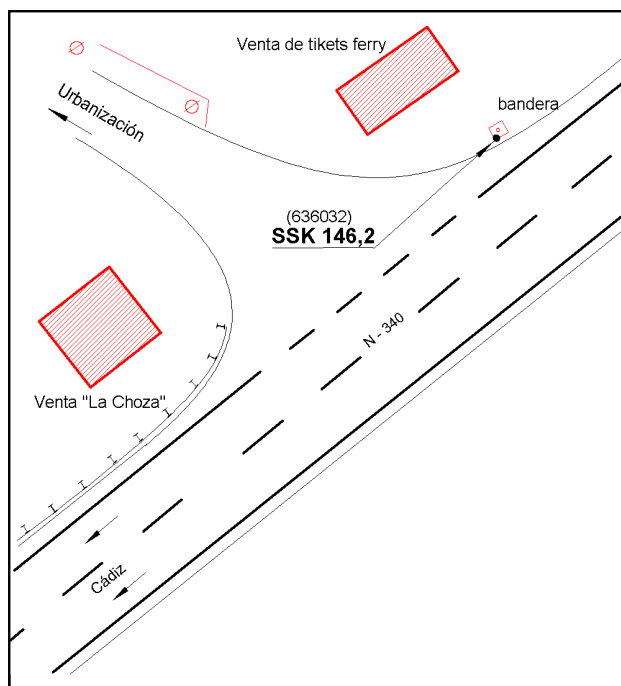 Venta de tikets ferry
Urbanización
bandera
(636032)
SSK 146,2
N - 340
Venta "La Choza"
Cádiz